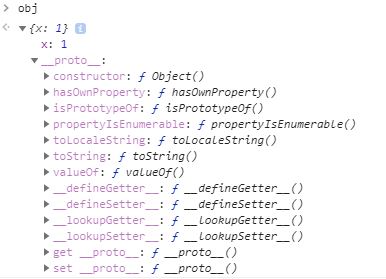 > obj
{x: 1} i
x: 1
__proto__:
constructor: ƒ Object()
hasOwnProperty: ƒ hasOwnProperty()
isPrototypeOf: ƒ isPrototypeOf()
propertyIsEnumerable: ƒ propertyIsEnumerable()
toLocaleString: ƒ toLocaleString()
toString: ƒ toString()
valueOf: ƒ valueOf()
__defineGetter__: ƒ __defineGetter__()
__defineSetter__: ƒ __defineSetter__()
__lookupGetter__: ƒ __lookupGetter__()
__lookupSetter__: ƒ __lookupSetter__()
get __proto__: ƒ __proto__()
set __proto__: ƒ __proto__()